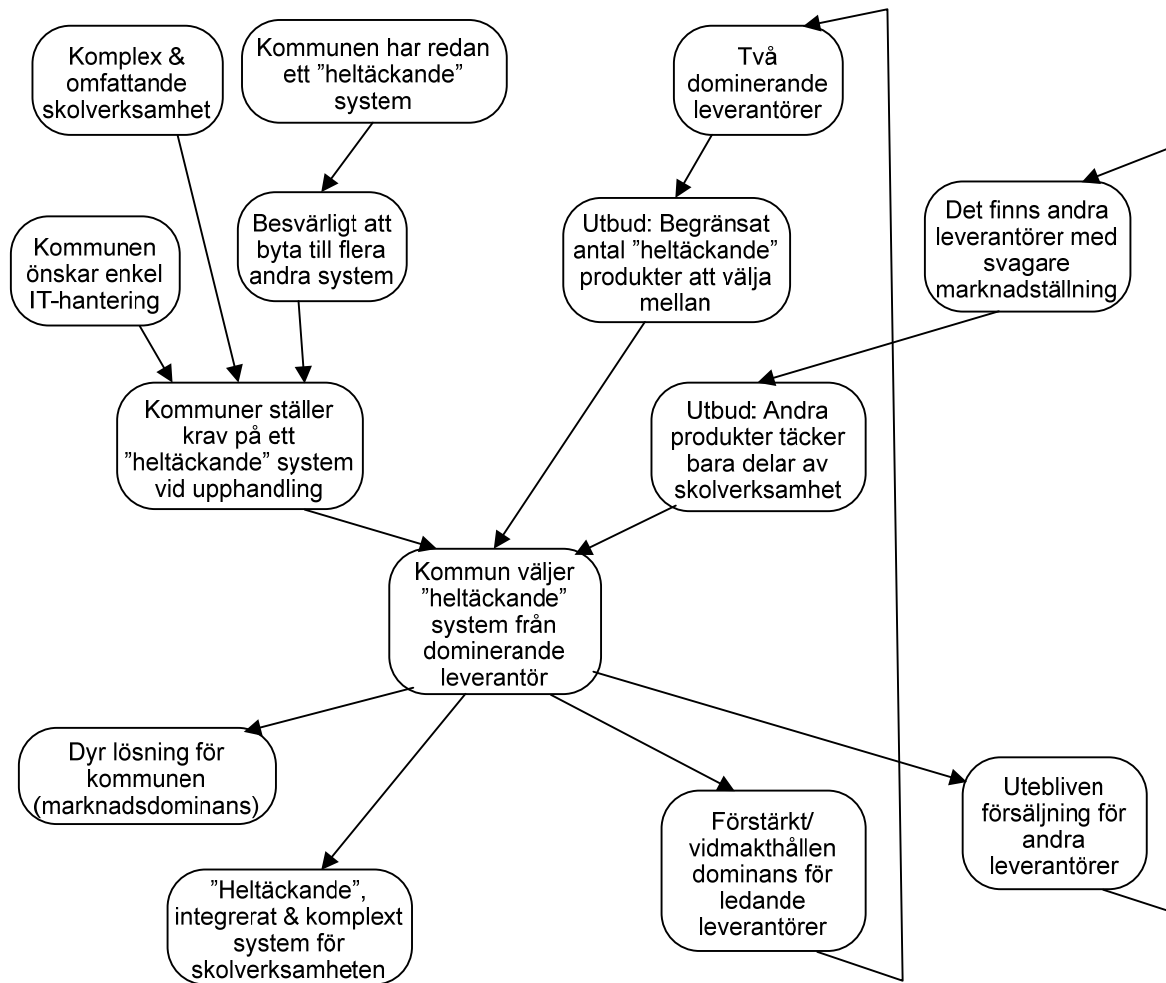 Komplex &
omfattande
skolverksamhet
Kommunen har redan
ett ”heltäckande”
system
Två
dominerande
leverantörer
Kommunen
önskar enkel
IT-hantering
Besvärligt att
byta till flera
andra system
Utbud: Begränsat
antal ”heltäckande”
produkter att välja
mellan
Det finns andra
leverantörer med
svagare
marknadställning
Kommuner ställer
krav på ett
”heltäckande” system
vid upphandling
Utbud: Andra
produkter täcker
bara delar av
skolverksamhet
Kommun väljer
”heltäckande”
system från
dominerande
leverantör
Dyr lösning för
kommunen
(marknadsdominans)
”Heltäckande”,
integrerat & komplext
system för
skolverksamheten
Förstärkt/
vidmakthållen
dominans för
ledande
leverantörer
Utebliven
försäljning för
andra
leverantörer